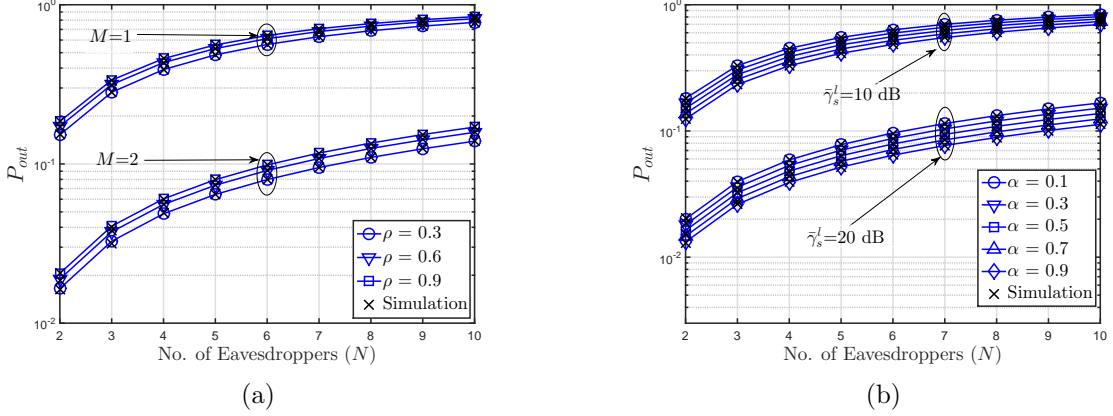 10^0
10^-1
10^-2
P_out
M=1
M=2
ρ = 0.3
ρ = 0.6
ρ = 0.9
Simulation
2 3 4 5 6 7 8 9 10
No. of Eavesdroppers (N)
(a)
10^0
10^-1
10^-2
P_out
γ̄_s^l=10 dB
γ̄_s^l=20 dB
α = 0.1
α = 0.3
α = 0.5
α = 0.7
α = 0.9
Simulation
2 3 4 5 6 7 8 9 10
No. of Eavesdroppers (N)
(b)